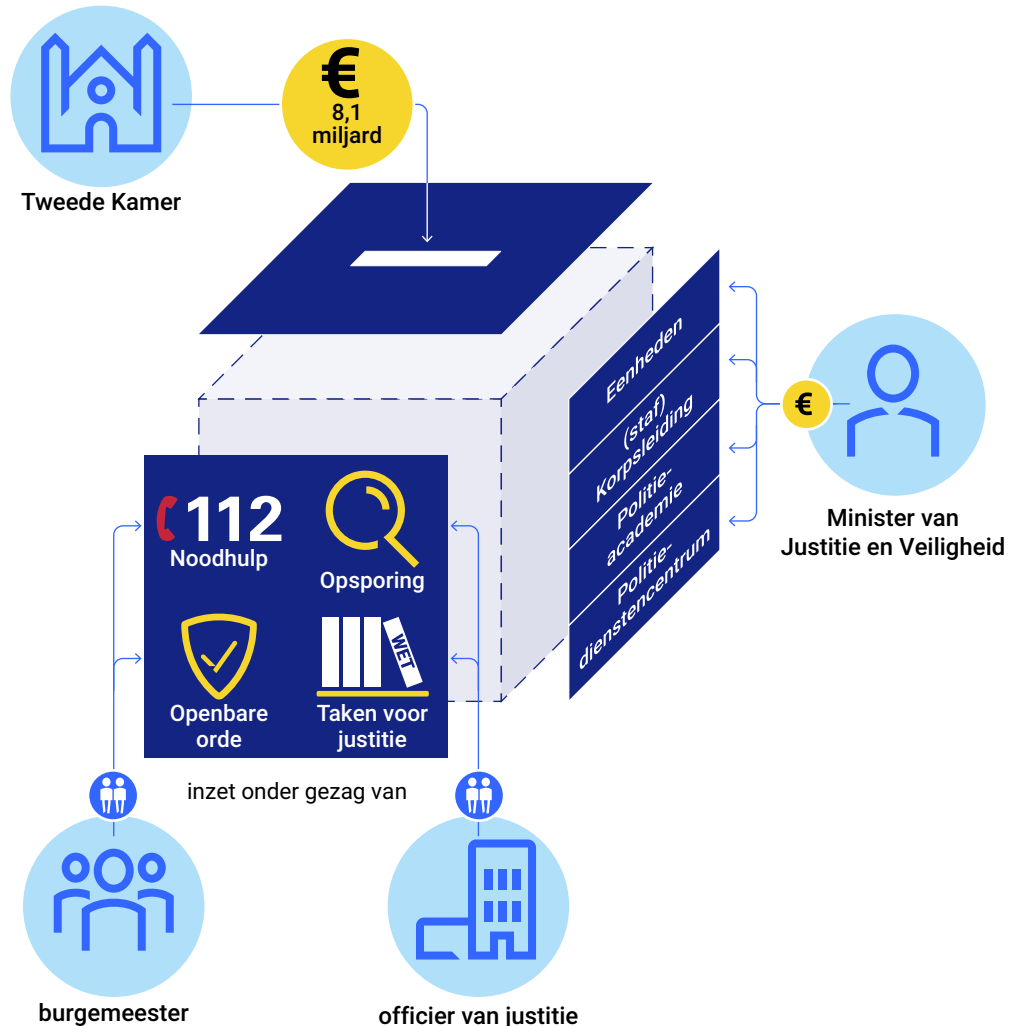 €
8,1
miljard
Tweede Kamer
Eenheden
(staf)
Korpsleiding
Politie-
academie
Politie-
dienstencentrum
€
Minister van
Justitie en Veiligheid
112
Noodhulp
Opsporing
Openbare
orde
WET
Taken voor
justitie
inzet onder gezag van
burgemeester
officier van justitie